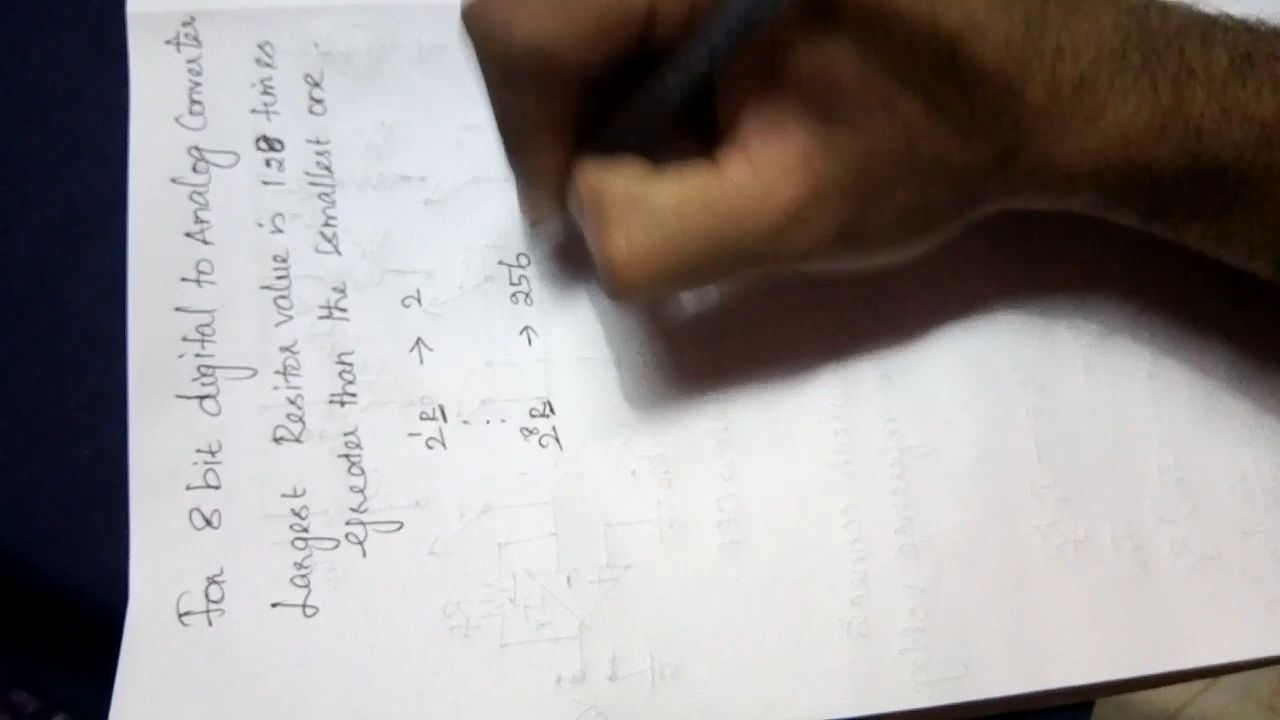 For 8 bit digital to Analog Converter
Largest Resitor value is 128 times
greater than the smallest one.
2¹R → 2
:
2⁸R → 256